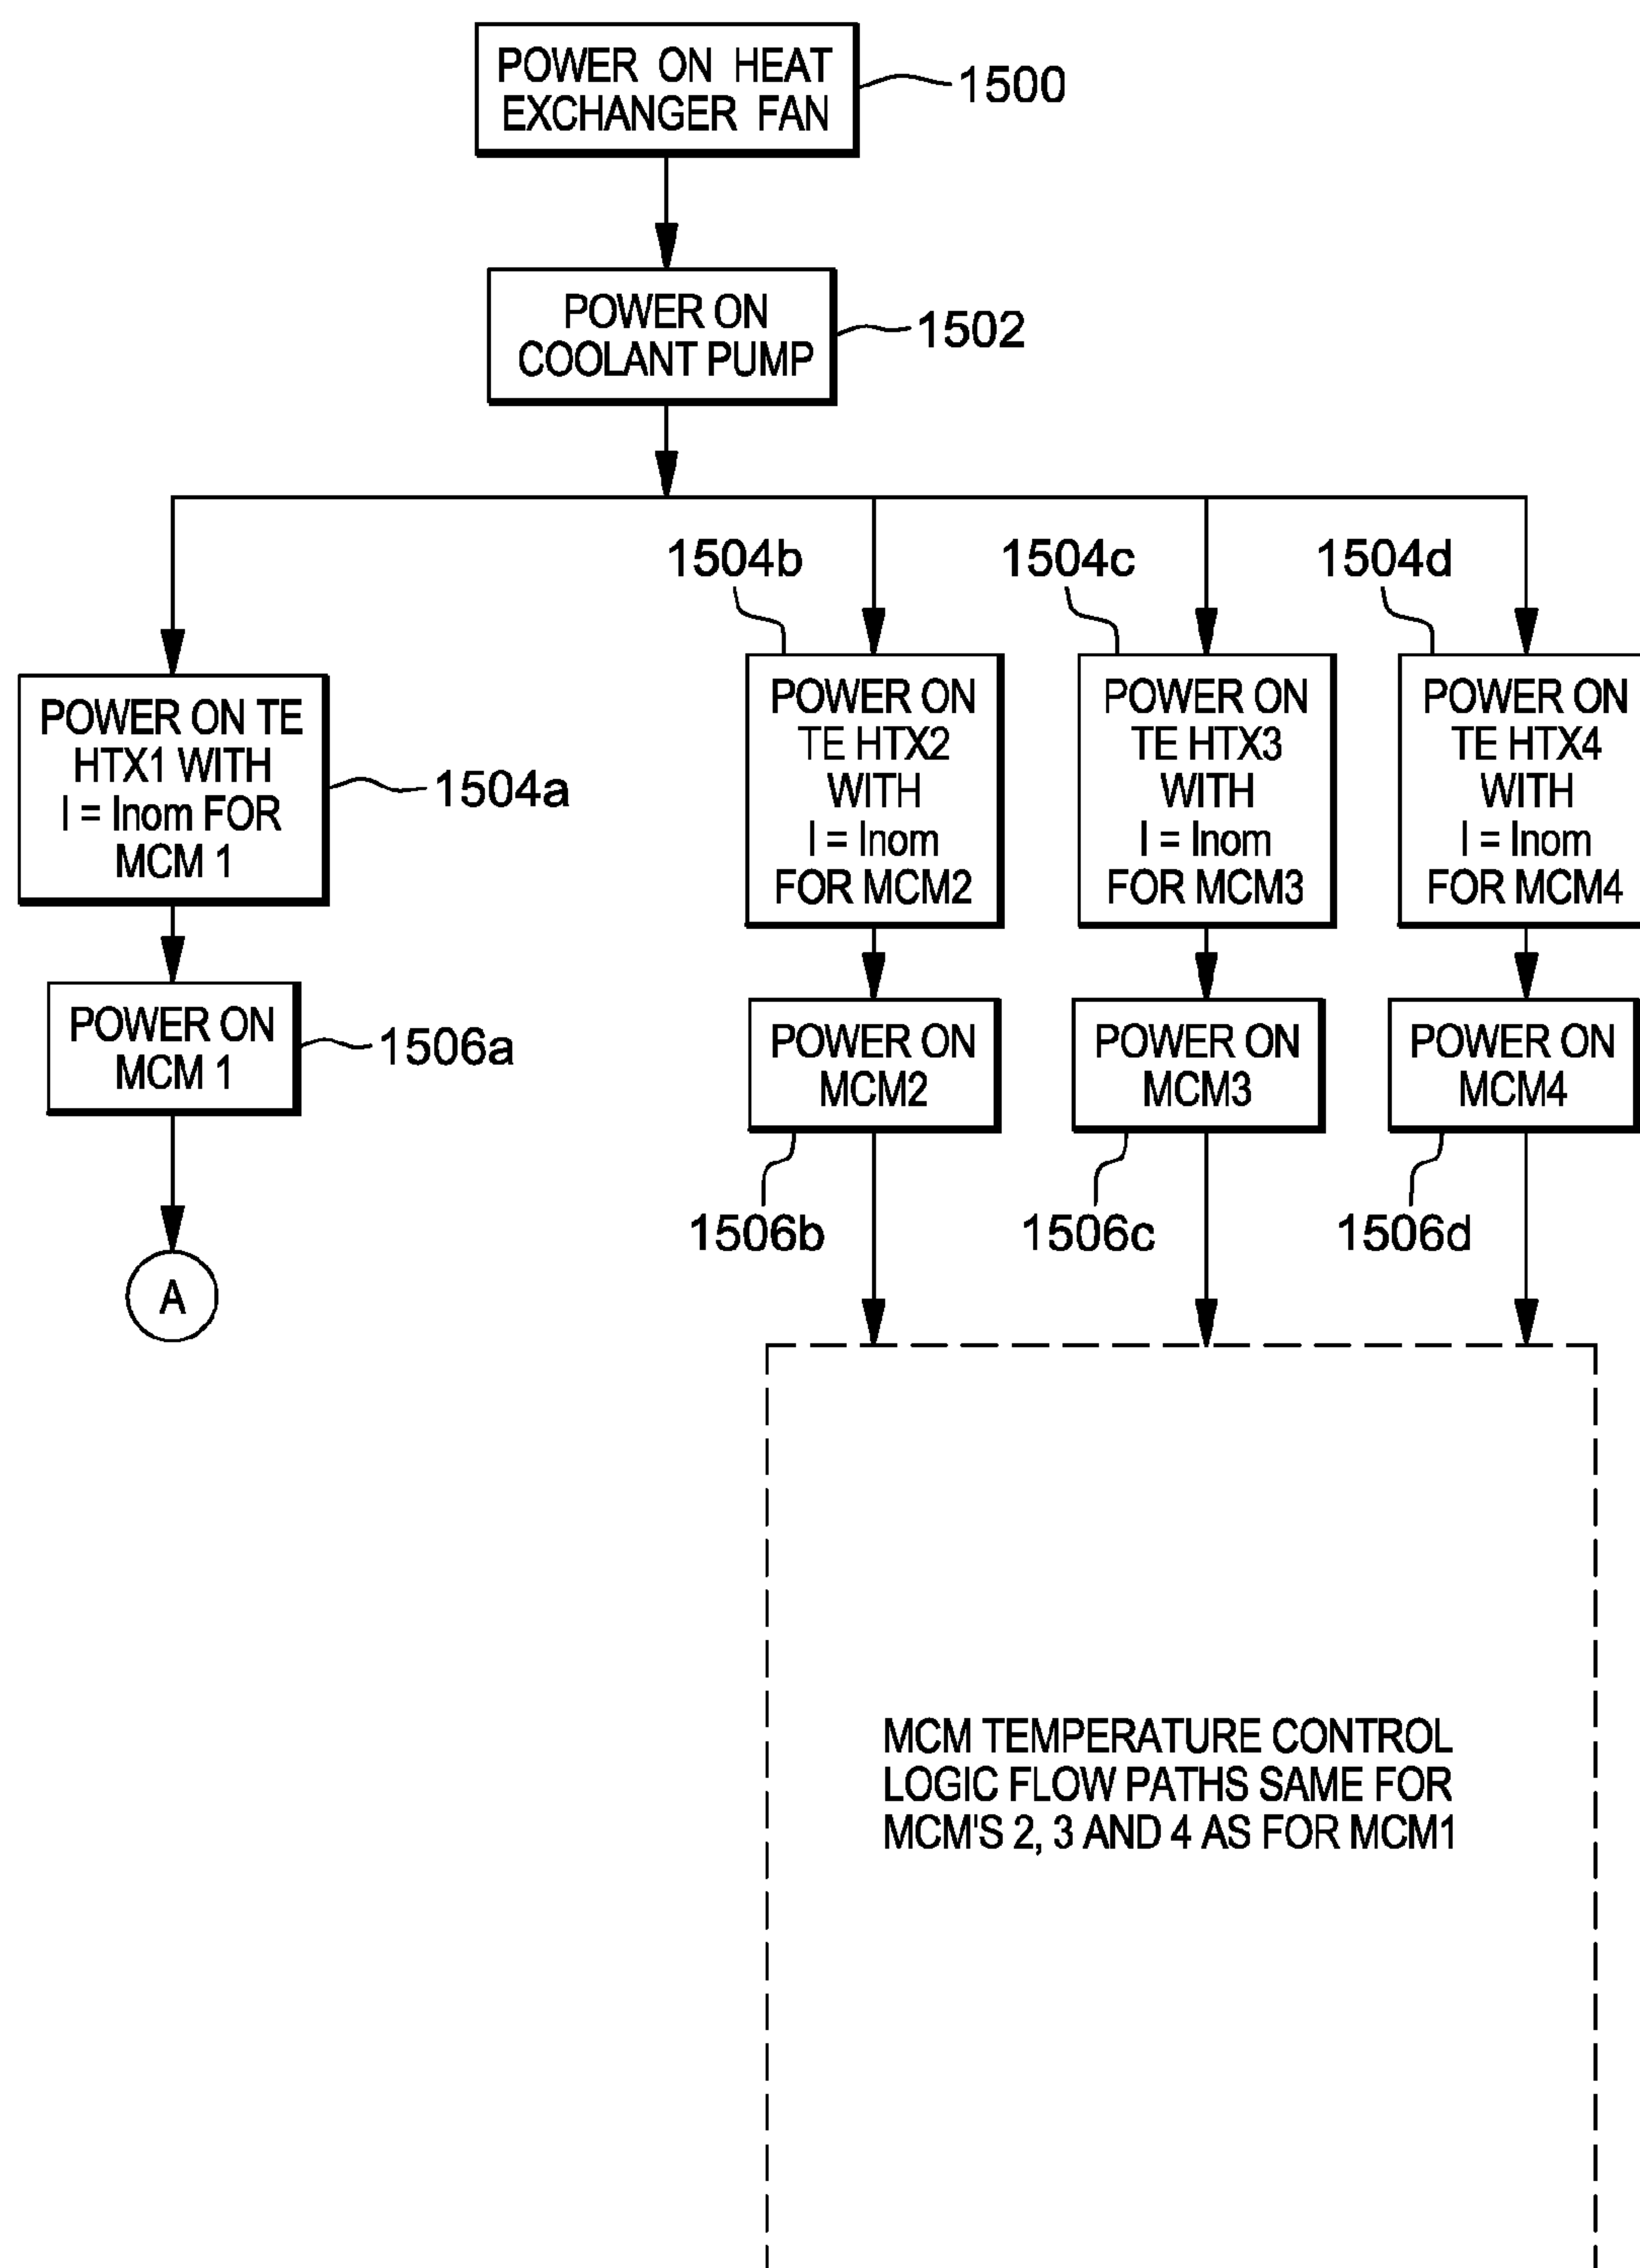 POWER ON HEAT
EXCHANGER FAN
1500
POWER ON
COOLANT PUMP
1502
POWER ON TE
HTX1 WITH
I = Inom FOR
MCM 1
1504a
1504b
POWER ON
TE HTX2
WITH
I = Inom
FOR MCM2
1504c
POWER ON
TE HTX3
WITH
I = Inom
FOR MCM3
1504d
POWER ON
TE HTX4
WITH
I = Inom
FOR MCM4
POWER ON
MCM 1
1506a
POWER ON
MCM2
1506b
POWER ON
MCM3
1506c
POWER ON
MCM4
1506d
A
MCM TEMPERATURE CONTROL
LOGIC FLOW PATHS SAME FOR
MCM'S 2, 3 AND 4 AS FOR MCM1